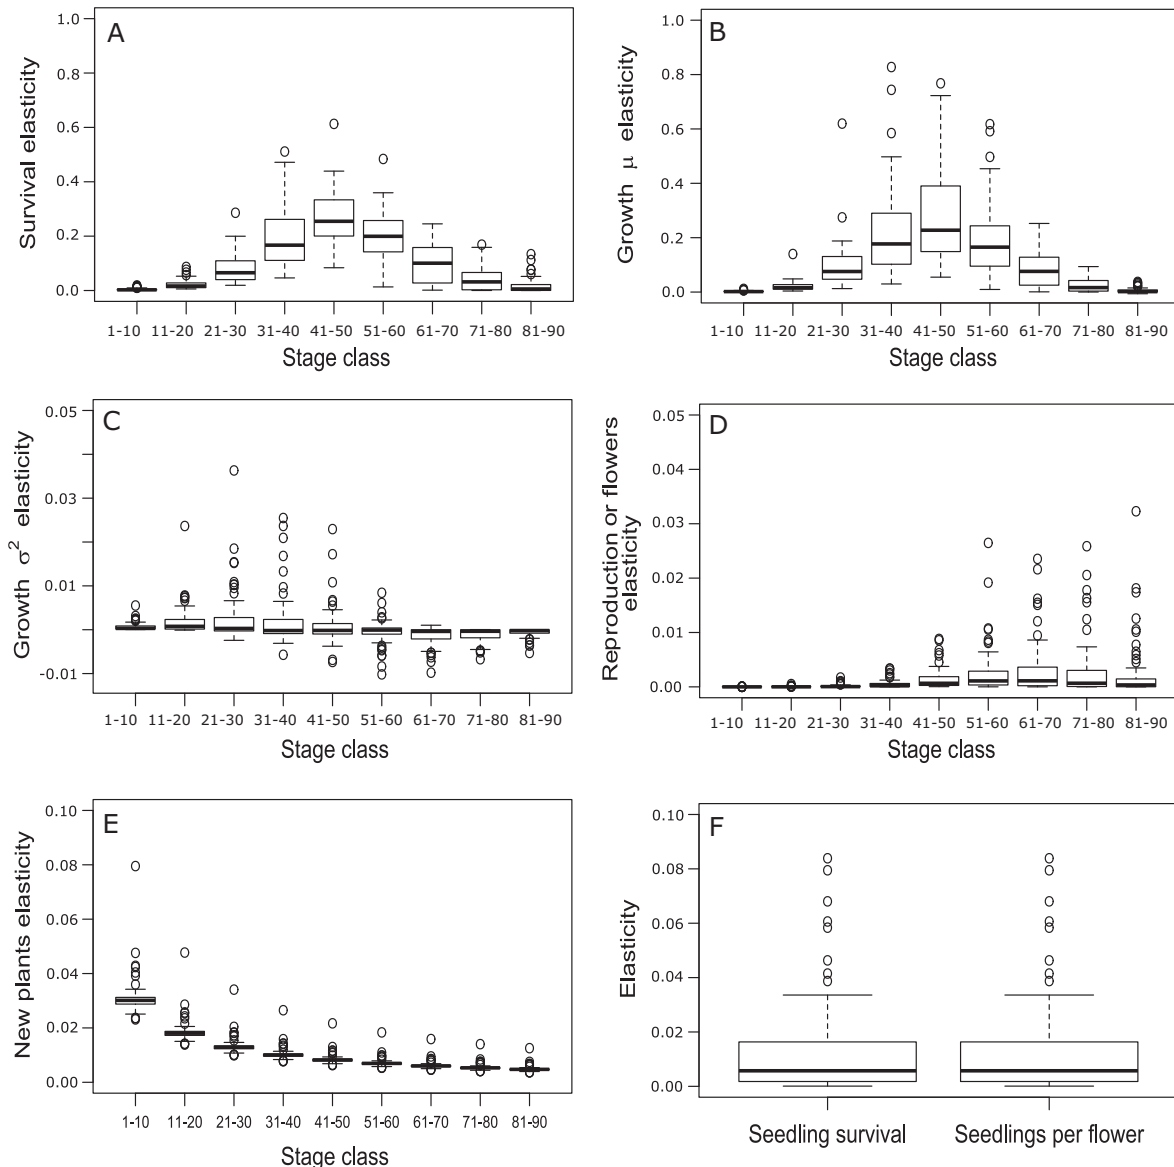 A
Survival elasticity
1.0
0.8
0.6
0.4
0.2
0.0
1-10 11-20 21-30 31-40 41-50 51-60 61-70 71-80 81-90
Stage class
B
Growth μ elasticity
1.0
0.8
0.6
0.4
0.2
0.0
1-10 11-20 21-30 31-40 41-50 51-60 61-70 71-80 81-90
Stage class
C
Growth σ² elasticity
0.05
0.03
0.01
-0.01
1-10 11-20 21-30 31-40 41-50 51-60 61-70 71-80 81-90
Stage class
D
Reproduction or flowers
elasticity
0.05
0.04
0.03
0.02
0.01
0.00
1-10 11-20 21-30 31-40 41-50 51-60 61-70 71-80 81-90
Stage class
E
New plants elasticity
0.10
0.08
0.06
0.04
0.02
0.00
1-10 11-20 21-30 31-40 41-50 51-60 61-70 71-80 81-90
Stage class
F
Elasticity
0.10
0.08
0.06
0.04
0.02
0.00
Seedling survival Seedlings per flower